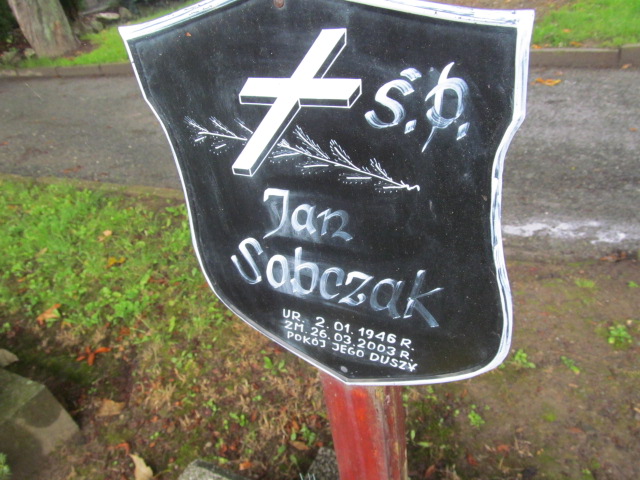 Ś.p.
Jan
Sobczak
UR. 2.01.1946 R.
ZM. 26.03.2003 R.
POKÓJ JEGO DUSZY